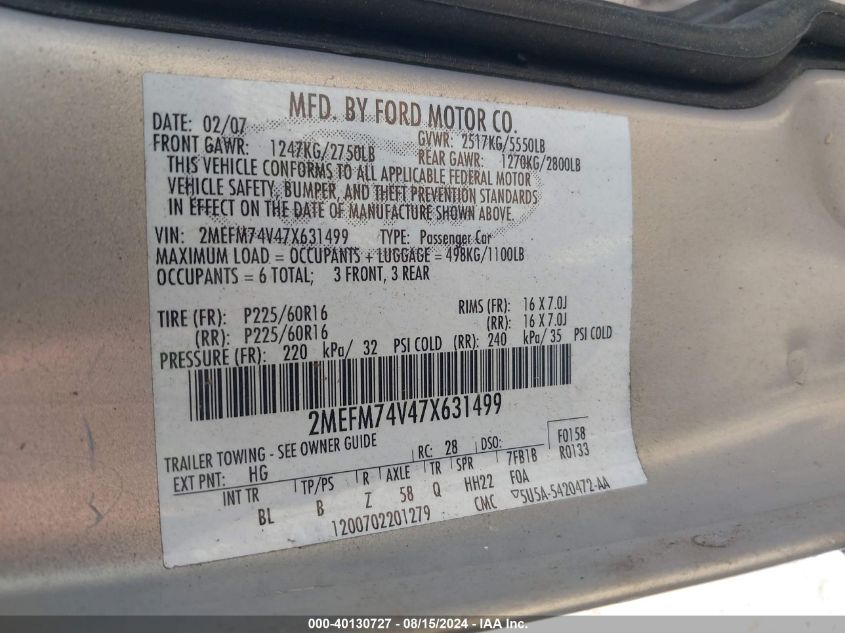 MFD. BY FORD MOTOR CO.
DATE: 02/07 GVWR: 2517KG/5550LB
FRONT GAWR: 1247KG/2750LB REAR GAWR: 1270KG/2800LB
THIS VEHICLE CONFORMS TO ALL APPLICABLE FEDERAL MOTOR
VEHICLE SAFETY, BUMPER, AND THEFT PREVENTION STANDARDS
IN EFFECT ON THE DATE OF MANUFACTURE SHOWN ABOVE.
VIN: 2MEFM74V47X631499 TYPE: Passenger Car
MAXIMUM LOAD = OCCUPANTS + LUGGAGE = 498KG/1100LB
OCCUPANTS = 6 TOTAL; 3 FRONT, 3 REAR
TIRE (FR): P225/60R16 RIMS (FR): 16 X 7.0J
(RR): P225/60R16 (RR): 16 X 7.0J
PRESSURE (FR): 220 kPa/ 32 PSI COLD (RR): 240 kPa/ 35 PSI COLD
2MEFM74V47X631499
TRAILER TOWING - SEE OWNER GUIDE
EXT PNT: HG RC: 28 DSO: F0158
7FB1B R0133
INT TR TP/PS R AXLE TR SPR F0A
BL B Z 58 Q HH22
1200702201279 CMC 5U5A-5420472-AA
000-40130727 - 08/15/2024 - IAA Inc.